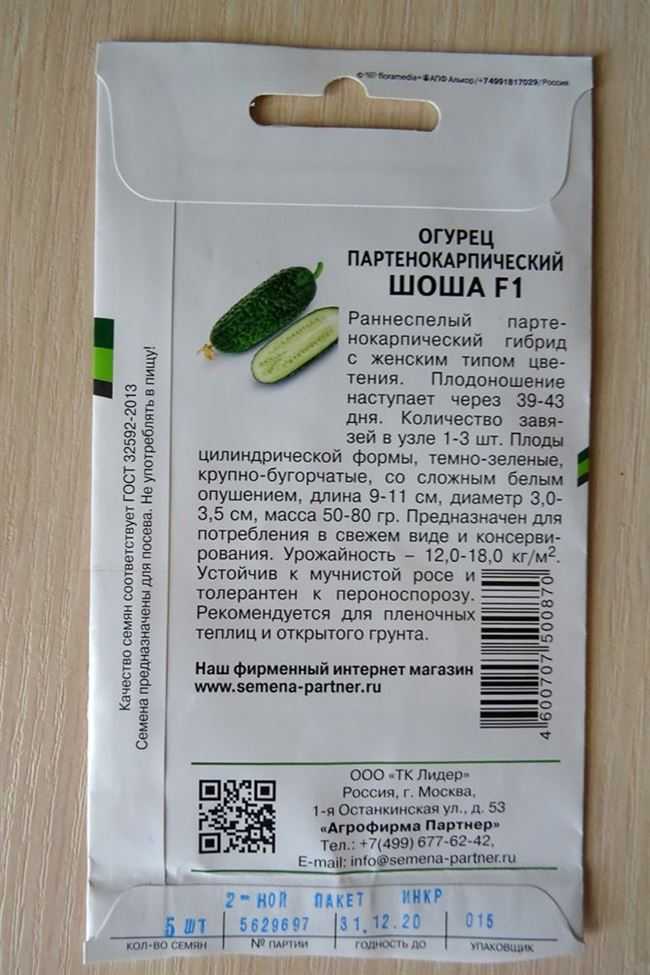 © floramedia АПФ Алькор/+74991817029/Россия
ОГУРЕЦ
ПАРТЕНОКАРПИЧЕСКИЙ
ШОША F1
Раннеспелый парте-
нокарпический гибрид
с женским типом цве-
тения. Плодоношение
наступает через 39-43
дня. Количество завя-
зей в узле 1-3 шт. Плоды
цилиндрической формы, темно-зеленые,
крупно-бугорчатые, со сложным белым
опушением, длина 9-11 см, диаметр 3,0-
3,5 см, масса 50-80 гр. Предназначен для
потребления в свежем виде и консерви-
рования. Урожайность – 12,0-18,0 кг/м².
Устойчив к мучнистой росе и
толерантен к пероноспорозу.
Рекомендуется для пленочных
теплиц и открытого грунта.
Наш фирменный интернет магазин
www.semena-partner.ru
4600707500870
Качество семян соответствует ГОСТ 32592-2013
Семена предназначены для посева. Не употреблять в пищу!
ООО «ТК Лидер»
Россия, г. Москва,
1-я Останкинская ул., д. 53
«Агрофирма Партнер»
Тел.: +7(499) 677-62-42,
E-mail: info@semena-partner.ru
2-НОЙ ПАКЕТ ИНКР
5 ШТ 5629697 31.12.20 015
КОЛ-ВО СЕМЯН № ПАРТИИ ГОДНОСТЬ ДО УПАКОВЩИК